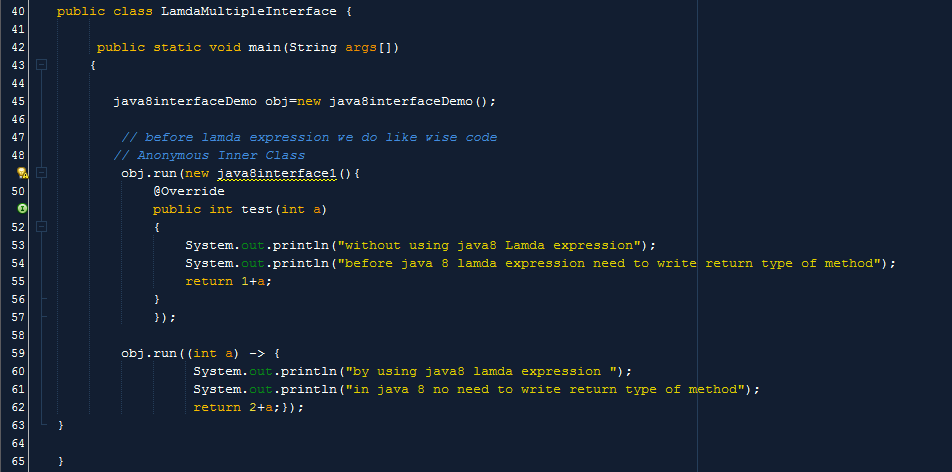 40 public class LamdaMultipleInterface {
41
42 public static void main(String args[])
43 {
44
45 java8interfaceDemo obj=new java8interfaceDemo();
46
47 // before lamda expression we do like wise code
48 // Anonymous Inner Class
obj.run(new java8interface1(){
50 @Override
public int test(int a)
52 {
53 System.out.println("without using java8 Lamda expression");
54 System.out.println("before java 8 lamda expression need to write return type of method");
55 return 1+a;
56 }
57 });
58
59 obj.run((int a) -> {
60 System.out.println("by using java8 lamda expression ");
61 System.out.println("in java 8 no need to write return type of method");
62 return 2+a;});
63 }
64
65 }